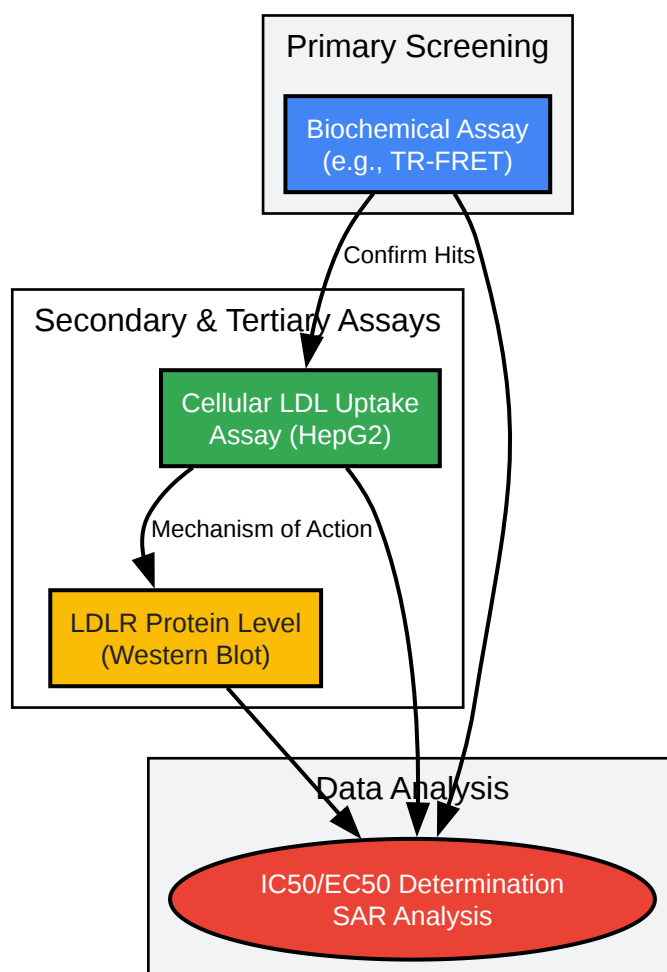 Primary Screening
Biochemical Assay
(e.g., TR-FRET)
Confirm Hits
Secondary & Tertiary Assays
Cellular LDL Uptake
Assay (HepG2)
Mechanism of Action
LDLR Protein Level
(Western Blot)
Data Analysis
IC50/EC50 Determination
SAR Analysis